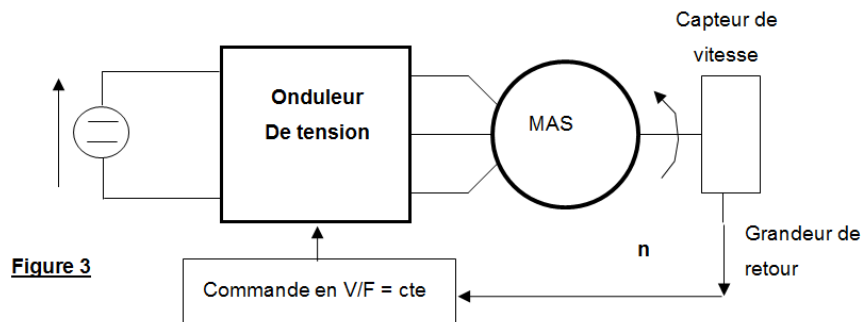 Capteur de
vitesse
Onduleur
De tension
MAS
n
Grandeur de
retour
Figure 3
Commande en V/F = cte